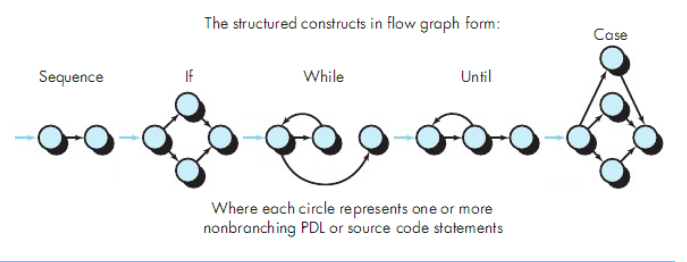 The structured constructs in flow graph form:
Case
Sequence
If
While
Until
Where each circle represents one or more
nonbranching PDL or source code statements